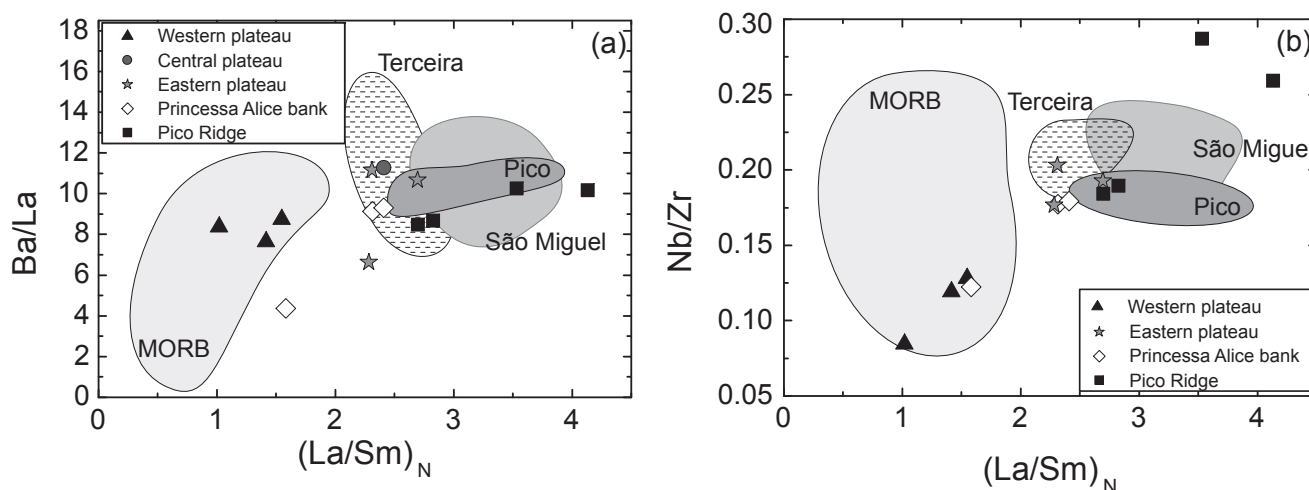 18
16
14
12
10
8
6
4
2
0
Ba/La
Western plateau
Central plateau
Eastern plateau
Princessa Alice bank
Pico Ridge
(a)
Terceira
Pico
São Miguel
MORB
0 1 2 3 4
(La/Sm)N
0.30
0.25
0.20
0.15
0.10
0.05
Nb/Zr
(b)
MORB
Terceira
São Miguel
Pico
Western plateau
Eastern plateau
Princessa Alice bank
Pico Ridge
0 1 2 3 4
(La/Sm)N